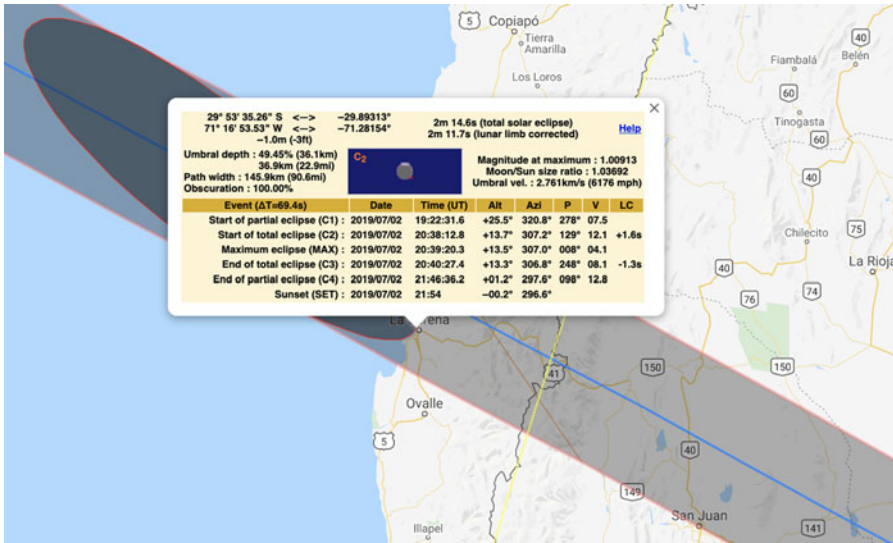 5
Copiapó
Tierra
Amarilla
40
Fiambalá
Belén
Los Loros
60
Tinogasta
60
40
29° 53' 35.26" S <--> −29.89313°
71° 16' 53.53" W <--> −71.28154°
−1.0m (-3ft)
2m 14.6s (total solar eclipse)
2m 11.7s (lunar limb corrected)
Help
Umbral depth : 49.45% (36.1km)
36.9km (22.9mi)
Path width : 145.9km (90.6mi)
Obscuration : 100.00%
C2
Magnitude at maximum : 1.00913
Moon/Sun size ratio : 1.03692
Umbral vel. : 2.761km/s (6176 mph)
Event (ΔT=69.4s) Date Time (UT) Alt Azi P V LC
Start of partial eclipse (C1) : 2019/07/02 19:22:31.6 +25.5° 320.8° 278° 07.5
Start of total eclipse (C2) : 2019/07/02 20:38:12.8 +13.7° 307.2° 129° 12.1 +1.6s
Maximum eclipse (MAX) : 2019/07/02 20:39:20.3 +13.5° 307.0° 008° 04.1
End of total eclipse (C3) : 2019/07/02 20:40:27.4 +13.3° 306.8° 248° 08.1 -1.3s
End of partial eclipse (C4) : 2019/07/02 21:46:36.2 +01.2° 297.6° 098° 12.8
Sunset (SET) : 2019/07/02 21:54 −00.2° 296.6°
Chilecito
75
La Rioja
40
76
74
150
150
41
Ovalle
5
40
149
San Juan
141
Illapel